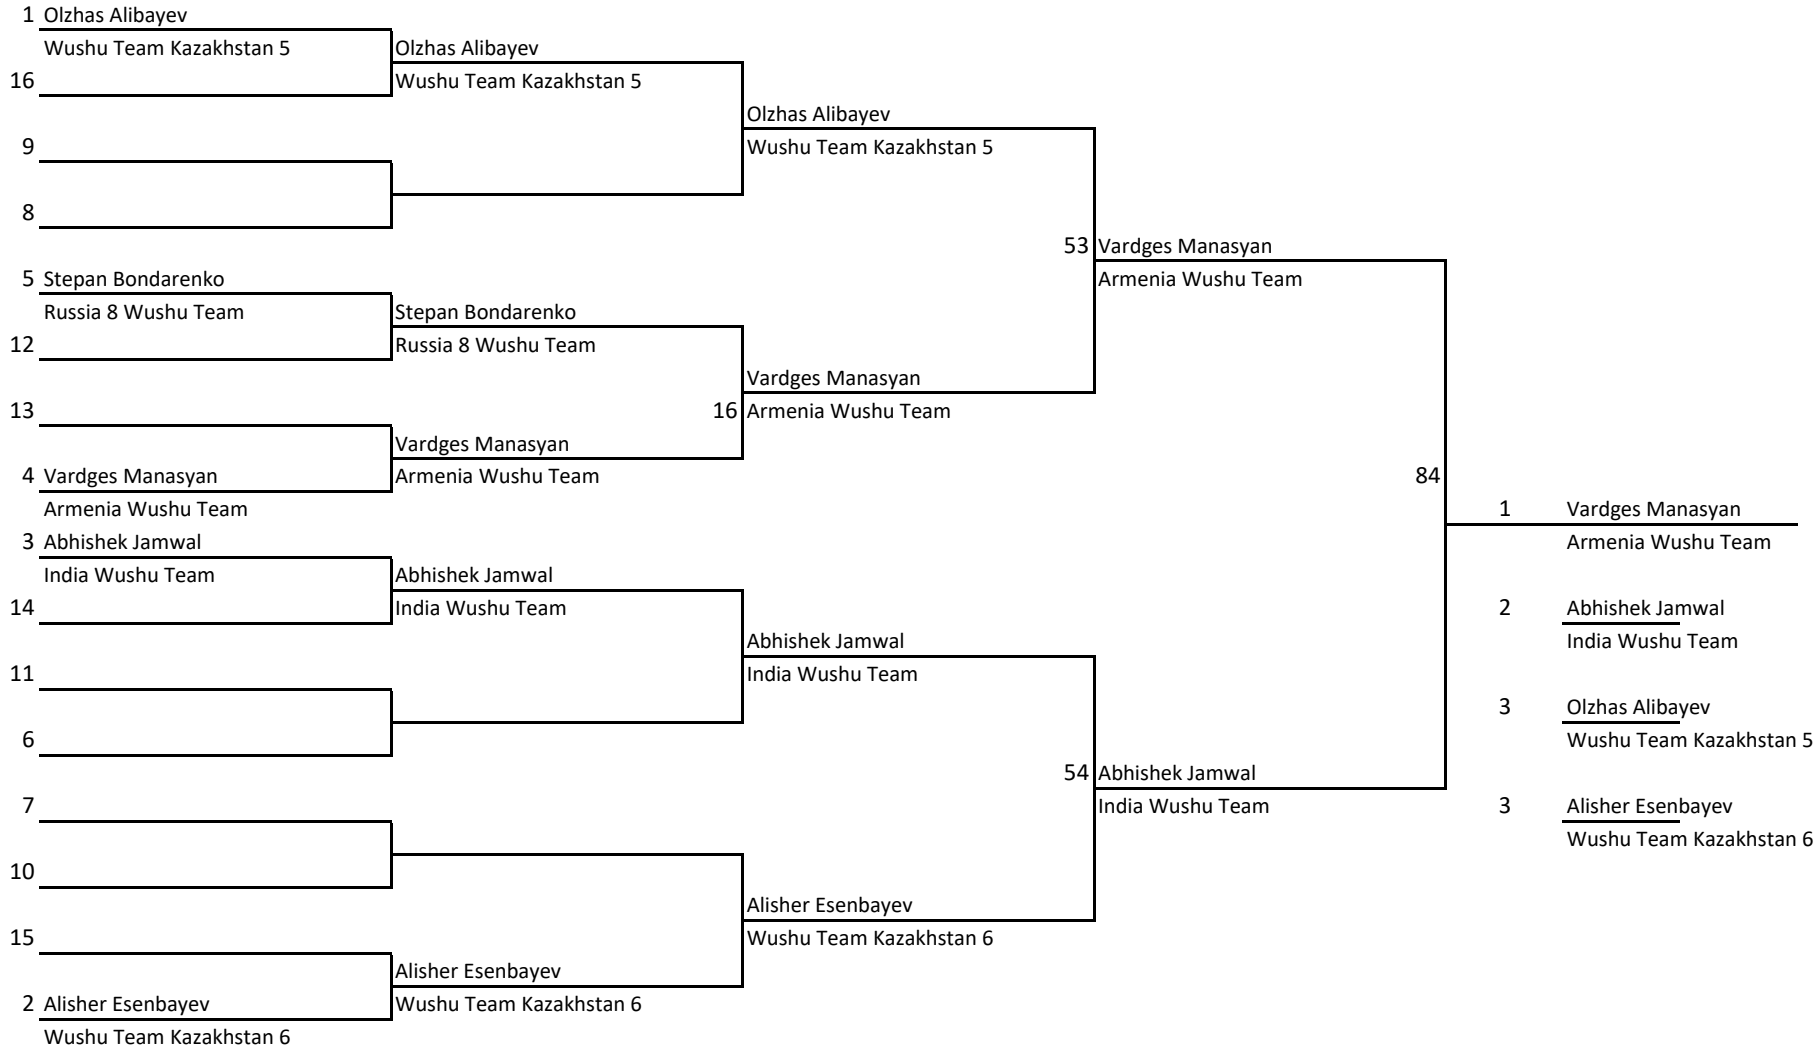 1 Olzhas Alibayev
Wushu Team Kazakhstan 5
Olzhas Alibayev
16
Wushu Team Kazakhstan 5
Olzhas Alibayev
9
Wushu Team Kazakhstan 5
8
53 Vardges Manasyan
5 Stepan Bondarenko
Armenia Wushu Team
Russia 8 Wushu Team
Stepan Bondarenko
12
Russia 8 Wushu Team
Vardges Manasyan
13
16 Armenia Wushu Team
Vardges Manasyan
4 Vardges Manasyan
Armenia Wushu Team
84
Armenia Wushu Team
1 Vardges Manasyan
3 Abhishek Jamwal
Armenia Wushu Team
India Wushu Team
Abhishek Jamwal
14
India Wushu Team
2 Abhishek Jamwal
Abhishek Jamwal
India Wushu Team
11
India Wushu Team
3 Olzhas Alibayev
6
Wushu Team Kazakhstan 5
54 Abhishek Jamwal
7
India Wushu Team
3 Alisher Esenbayev
Wushu Team Kazakhstan 6
10
Alisher Esenbayev
15
Wushu Team Kazakhstan 6
Alisher Esenbayev
2 Alisher Esenbayev
Wushu Team Kazakhstan 6
Wushu Team Kazakhstan 6